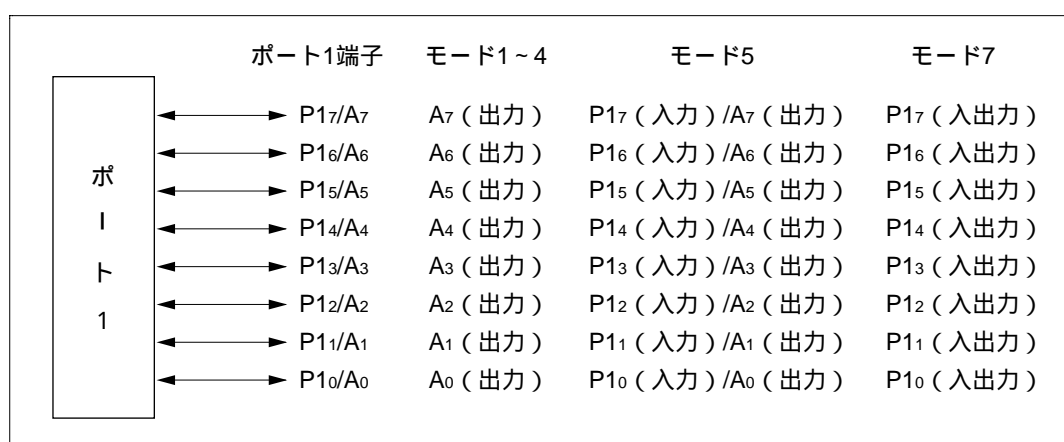 ポート1端子 モード1~4 モード5 モード7
ポート1
P17/A7 A7(出力) P17(入力)/A7(出力) P17(入出力)
P16/A6 A6(出力) P16(入力)/A6(出力) P16(入出力)
P15/A5 A5(出力) P15(入力)/A5(出力) P15(入出力)
P14/A4 A4(出力) P14(入力)/A4(出力) P14(入出力)
P13/A3 A3(出力) P13(入力)/A3(出力) P13(入出力)
P12/A2 A2(出力) P12(入力)/A2(出力) P12(入出力)
P11/A1 A1(出力) P11(入力)/A1(出力) P11(入出力)
P10/A0 A0(出力) P10(入力)/A0(出力) P10(入出力)